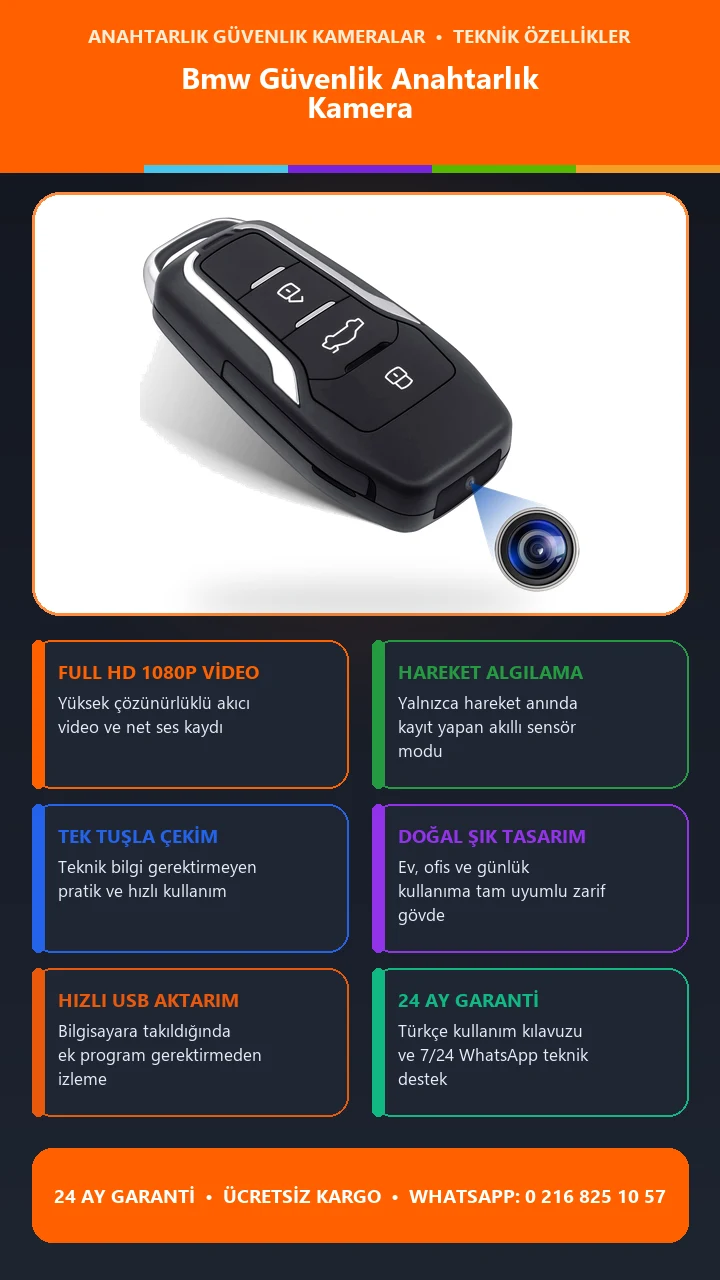 ANAHTARLIK GÜVENLIK KAMERALAR • TEKNİK ÖZELLİKLER
Bmw Güvenlik Anahtarlık
Kamera
FULL HD 1080P VİDEO
Yüksek çözünürlüklü akıcı
video ve net ses kaydı
HAREKET ALGILAMA
Yalnızca hareket anında
kayıt yapan akıllı sensör
modu
TEK TUŞLA ÇEKİM
Teknik bilgi gerektirmeyen
pratik ve hızlı kullanım
DOĞAL ŞIK TASARIM
Ev, ofis ve günlük
kullanıma tam uyumlu zarif
gövde
HIZLI USB AKTARIM
Bilgisayara takıldığında
ek program gerektirmeden
izleme
24 AY GARANTİ
Türkçe kullanım kılavuzu
ve 7/24 WhatsApp teknik
destek
24 AY GARANTİ • ÜCRETSİZ KARGO • WHATSAPP: 0 216 825 10 57